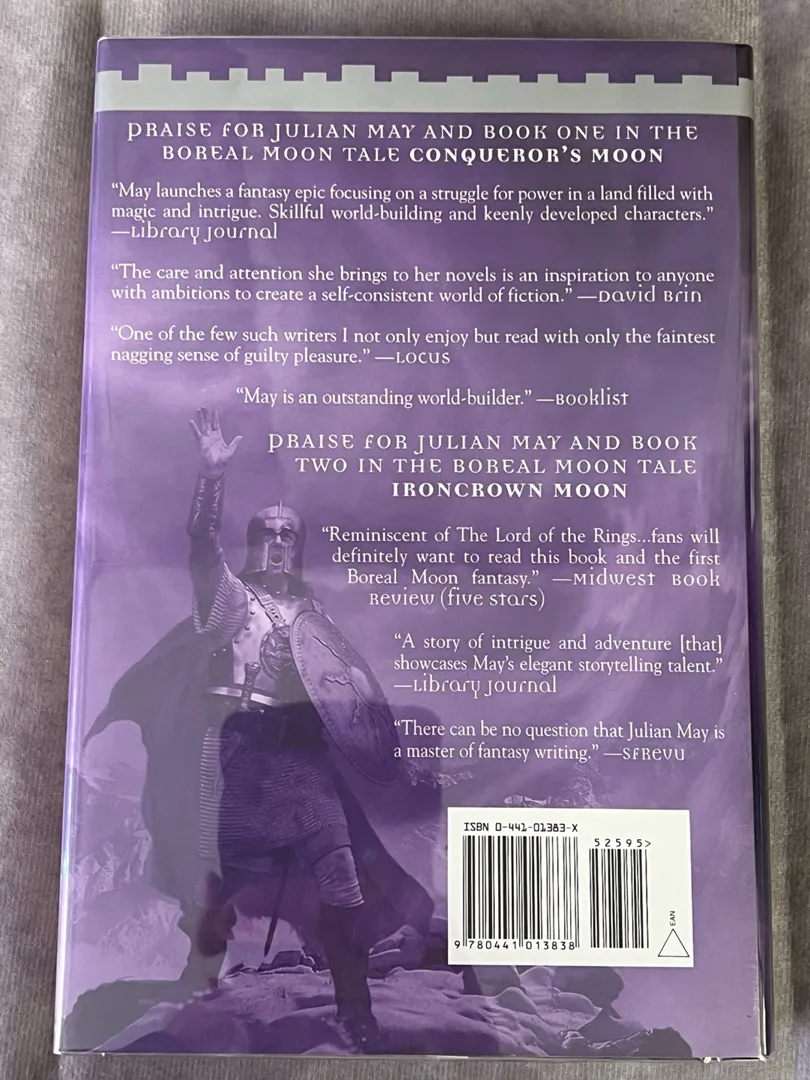 PRAISE FOR JULIAN MAY AND BOOK ONE IN THE
BOREAL MOON TALE CONQUEROR'S MOON
“May launches a fantasy epic focusing on a struggle for power in a land filled with
magic and intrigue. Skillful world-building and keenly developed characters.”
—Library Journal
“The care and attention she brings to her novels is an inspiration to anyone
with ambitions to create a self-consistent world of fiction.” —David Brin
“One of the few such writers I not only enjoy but read with only the faintest
nagging sense of guilty pleasure.” —Locus
“May is an outstanding world-builder.” —Booklist
PRAISE FOR JULIAN MAY AND BOOK
TWO IN THE BOREAL MOON TALE
IRONCROWN MOON
“Reminiscent of The Lord of the Rings...fans will
definitely want to read this book and the first
Boreal Moon fantasy.” —Midwest Book
Review (five stars)
“A story of intrigue and adventure [that]
showcases May's elegant storytelling talent.”
—Library Journal
“There can be no question that Julian May is
a master of fantasy writing.” —SFRevu
ISBN 0-441-01383-X
52595>
9 780441 013838
EAN